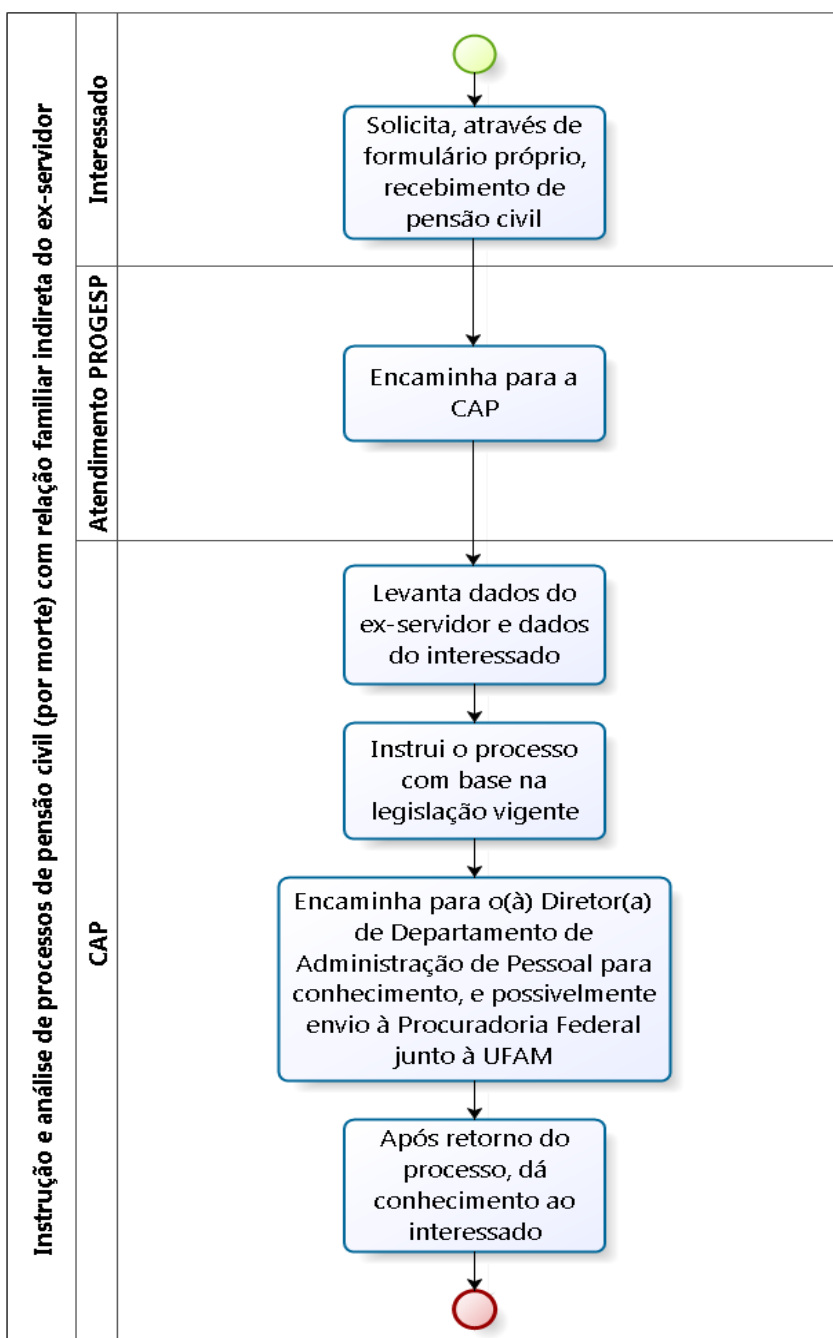 Instrução e análise de processos de pensão civil (por morte) com relação familiar indireta do ex-servidor
Interessado
Solicita, através de
formulário próprio,
recebimento de
pensão civil
Atendimento PROGESP
Encaminha para a
CAP
CAP
Levanta dados do
ex-servidor e dados
do interessado
Instrui o processo
com base na
legislação vigente
Encaminha para o(à) Diretor(a)
de Departamento de
Administração de Pessoal para
conhecimento, e possivelmente
envio à Procuradoria Federal
junto à UFAM
Após retorno do
processo, dá
conhecimento ao
interessado